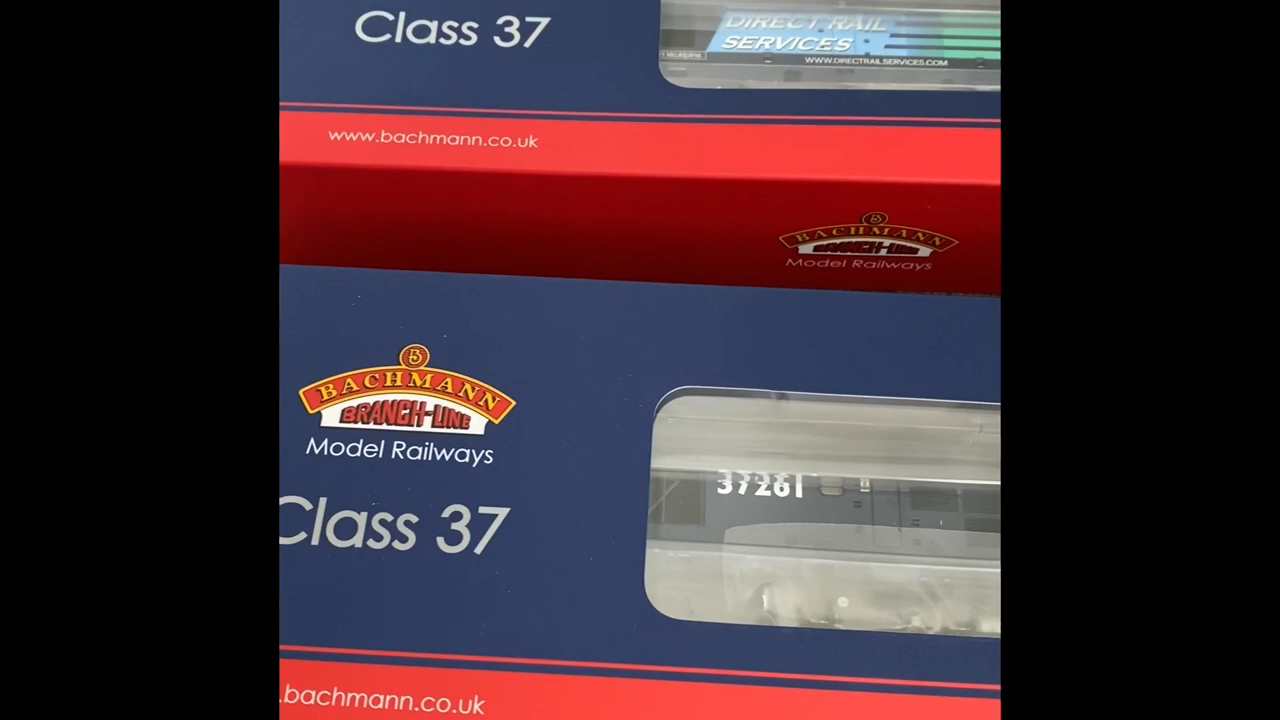 Class 37
DIRECT RAIL
SERVICES
WWW.DIRECTRAILSERVICES.COM
www.bachmann.co.uk
B
BACHMANN
BRANCH-LINE
Model Railways
B
BACHMANN
BRANCH-LINE
Model Railways
Class 37
37261
.bachmann.co.uk